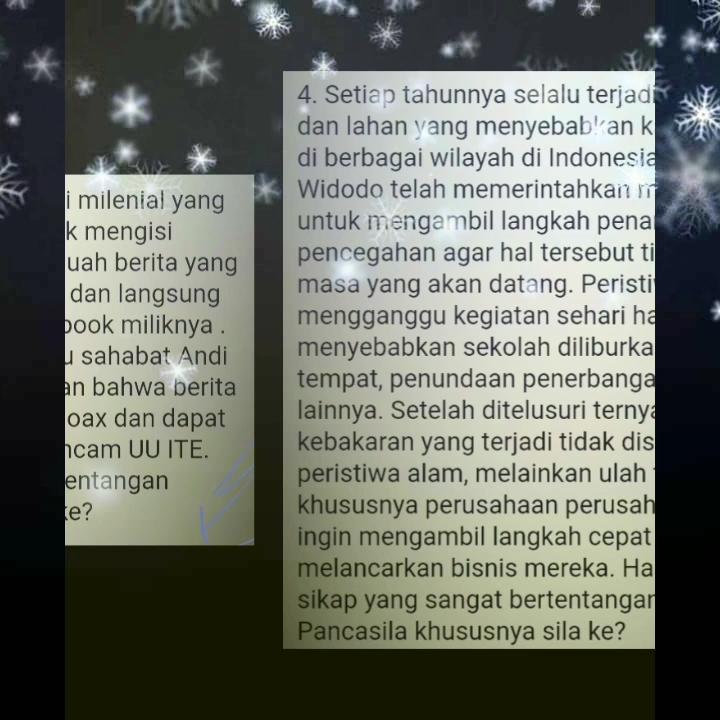 i milenial yang
k mengisi
uah berita yang
dan langsung
book miliknya .
u sahabat Andi
an bahwa berita
oax dan dapat
ncam UU ITE.
entangan
ke?
4. Setiap tahunnya selalu terjadi
dan lahan yang menyebabkan k
di berbagai wilayah di Indonesia
Widodo telah memerintahkan m
untuk mengambil langkah pena
pencegahan agar hal tersebut ti
masa yang akan datang. Peristi
mengganggu kegiatan sehari ha
menyebabkan sekolah diliburka
tempat, penundaan penerbanga
lainnya. Setelah ditelusuri ternya
kebakaran yang terjadi tidak dis
peristiwa alam, melainkan ulah
khususnya perusahaan perusah
ingin mengambil langkah cepat
melancarkan bisnis mereka. Ha
sikap yang sangat bertentangan
Pancasila khususnya sila ke?